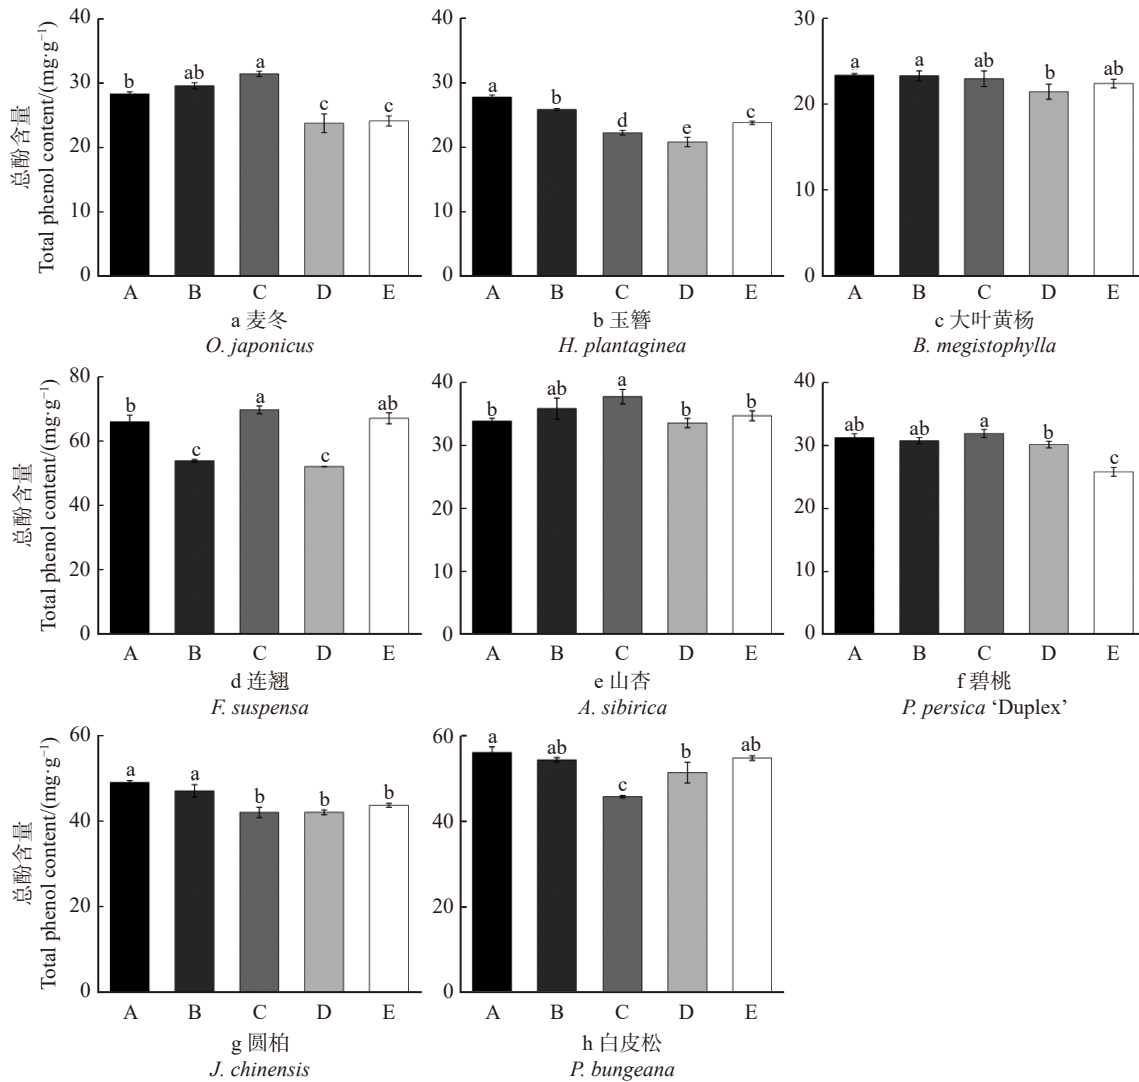 总酚含量
Total phenol content/(mg·g⁻¹)
40
30
20
10
0
b
ab
a
c
c
A B C D E
a 麦冬
O. japonicus
40
30
20
10
0
a
b
d
e
c
A B C D E
b 玉簪
H. plantaginea
30
20
10
0
a
a
ab
b
ab
A B C D E
c 大叶黄杨
B. megistophylla
总酚含量
Total phenol content/(mg·g⁻¹)
80
60
40
20
0
b
c
a
c
ab
A B C D E
d 连翘
F. suspensa
40
30
20
10
0
b
ab
a
b
b
A B C D E
e 山杏
A. sibirica
40
30
20
10
0
ab
ab
a
b
c
A B C D E
f 碧桃
P. persica ‘Duplex’
总酚含量
Total phenol content/(mg·g⁻¹)
60
40
20
0
a
a
b
b
b
A B C D E
g 圆柏
J. chinensis
60
40
20
0
a
ab
c
b
ab
A B C D E
h 白皮松
P. bungeana